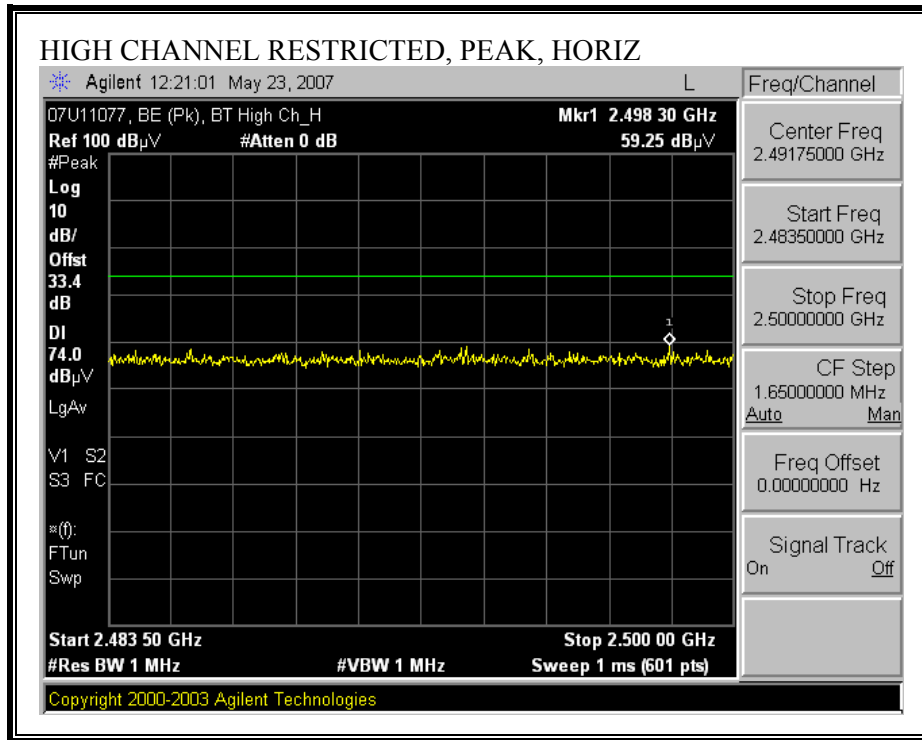 HIGH CHANNEL RESTRICTED, PEAK, HORIZ
Agilent 12:21:01 May 23, 2007 L
07U11077, BE (Pk), BT High Ch_H
Mkr1 2.498 30 GHz
Ref 100 dBµV #Atten 0 dB 59.25 dBµV
#Peak
Log
10
dB/
Offst
33.4
dB
DI
74.0
dBµV
LgAv
V1 S2
S3 FC
¤(f):
FTun
Swp
1
Start 2.483 50 GHz Stop 2.500 00 GHz
#Res BW 1 MHz #VBW 1 MHz Sweep 1 ms (601 pts)
Copyright 2000-2003 Agilent Technologies
Freq/Channel
Center Freq
2.49175000 GHz
Start Freq
2.48350000 GHz
Stop Freq
2.50000000 GHz
CF Step
1.65000000 MHz
Auto Man
Freq Offset
0.00000000 Hz
Signal Track
On Off